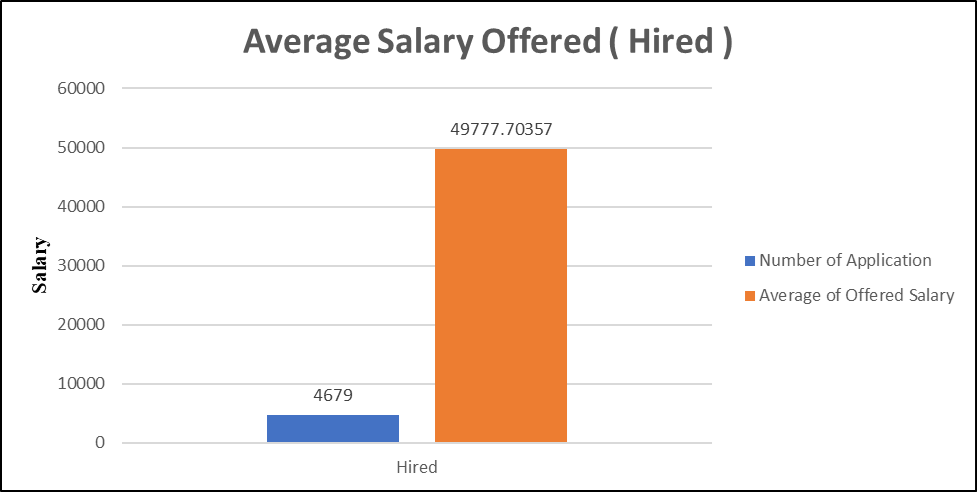 Average Salary Offered ( Hired )
60000
50000
40000
30000
20000
10000
0
Salary
4679
49777.70357
Hired
Number of Application
Average of Offered Salary